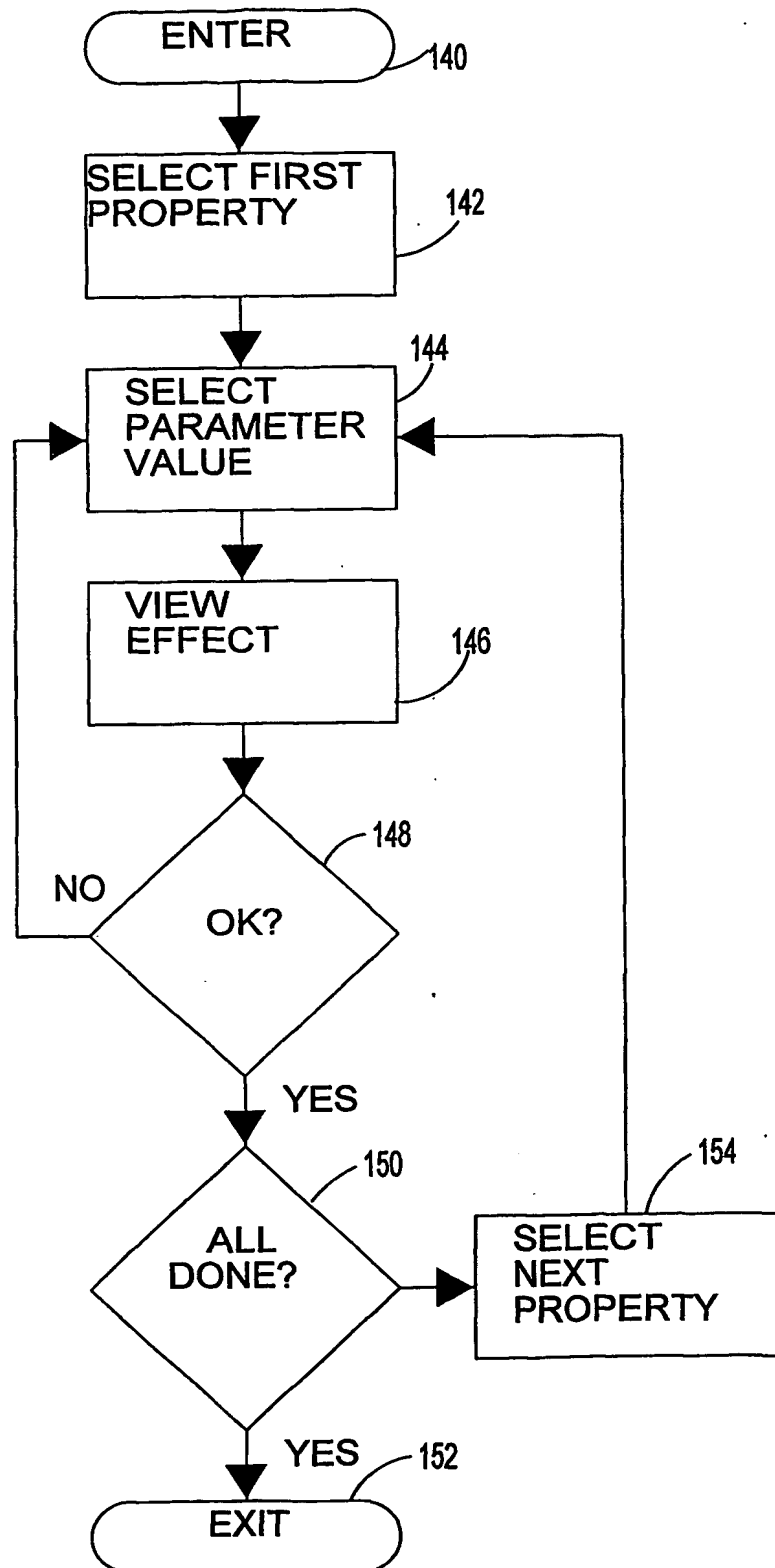 ENTER
140
SELECT FIRST
PROPERTY
142
144
SELECT
PARAMETER
VALUE
VIEW
EFFECT
146
148
NO
OK?
YES
150
154
ALL
DONE?
SELECT
NEXT
PROPERTY
YES
152
EXIT